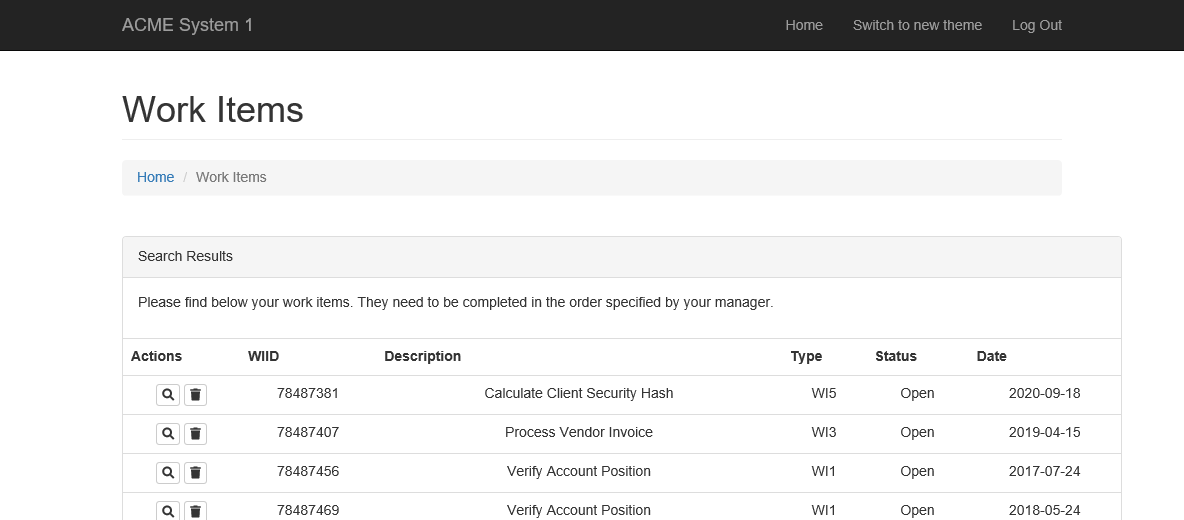 ACME System 1 Home Switch to new theme Log Out
Work Items
Home / Work Items
Search Results
Please find below your work items. They need to be completed in the order specified by your manager.
Actions WIID Description Type Status Date
78487381 Calculate Client Security Hash WI5 Open 2020-09-18
78487407 Process Vendor Invoice WI3 Open 2019-04-15
78487456 Verify Account Position WI1 Open 2017-07-24
78487469 Verify Account Position WI1 Open 2018-05-24